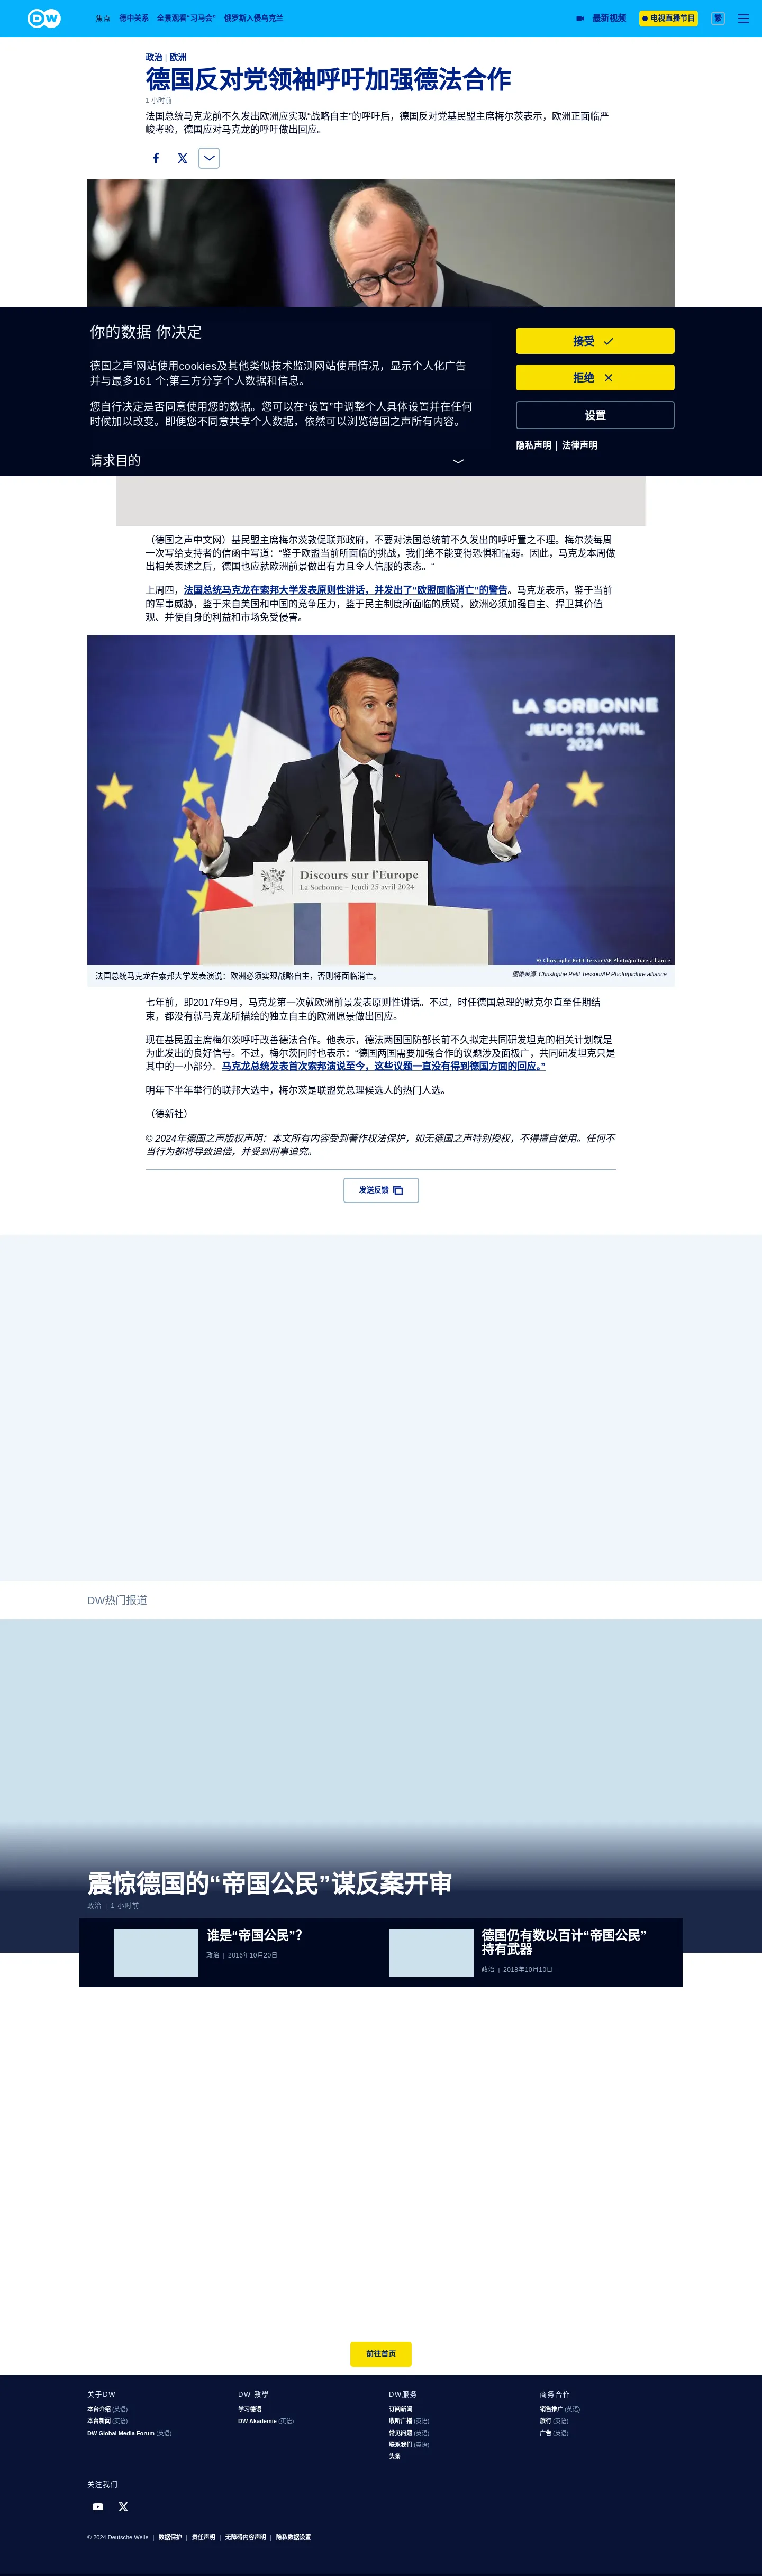 DW
焦点
德中关系
全景观看"习马会"
俄罗斯入侵乌克兰
最新视频
电视直播节目
繁
政治 | 欧洲
德国反对党领袖呼吁加强德法合作
1 小时前
法国总统马克龙前不久发出欧洲应实现“战略自主”的呼吁后，德国反对党基民盟主席梅尔茨表示，欧洲正面临严
峻考验，德国应对马克龙的呼吁做出回应。
你的数据 你决定
德国之声'网站使用cookies及其他类似技术监测网站使用情况，显示个人化广告
并与最多161 个;第三方分享个人数据和信息。
您自行决定是否同意使用您的数据。您可以在“设置”中调整个人具体设置并在任何
时候加以改变。即便您不同意共享个人数据，依然可以浏览德国之声所有内容。
请求目的
接受
拒绝
设置
隐私声明 | 法律声明
（德国之声中文网）基民盟主席梅尔茨敦促联邦政府，不要对法国总统前不久发出的呼吁置之不理。梅尔茨每周
一次写给支持者的信函中写道：“鉴于欧盟当前所面临的挑战，我们绝不能变得恐惧和懦弱。因此，马克龙本周做
出相关表述之后，德国也应就欧洲前景做出有力且令人信服的表态。”
上周四，法国总统马克龙在索邦大学发表原则性讲话，并发出了“欧盟面临消亡”的警告。马克龙表示，鉴于当前
的军事威胁，鉴于来自美国和中国的竞争压力，鉴于民主制度所面临的质疑，欧洲必须加强自主、捍卫其价值
观、并使自身的利益和市场免受侵害。
LA SORBONNE
JEUDI 25 AVRIL
2024
Discours sur l'Europe
La Sorbonne – Jeudi 25 avril 2024
© Christophe Petit Tesson/AP Photo/picture alliance
法国总统马克龙在索邦大学发表演说：欧洲必须实现战略自主，否则将面临消亡。
图像来源: Christophe Petit Tesson/AP Photo/picture alliance
七年前，即2017年9月，马克龙第一次就欧洲前景发表原则性讲话。不过，时任德国总理的默克尔直至任期结
束，都没有就马克龙所描绘的独立自主的欧洲愿景做出回应。
现在基民盟主席梅尔茨呼吁改善德法合作。他表示，德法两国国防部长前不久拟定共同研发坦克的相关计划就是
为此发出的良好信号。不过，梅尔茨同时也表示：“德国两国需要加强合作的议题涉及面极广，共同研发坦克只是
其中的一小部分。马克龙总统发表首次索邦演说至今，这些议题一直没有得到德国方面的回应。”
明年下半年举行的联邦大选中，梅尔茨是联盟党总理候选人的热门人选。
（德新社）
© 2024年德国之声版权声明：本文所有内容受到著作权法保护，如无德国之声特别授权，不得擅自使用。任何不
当行为都将导致追偿，并受到刑事追究。
发送反馈
DW热门报道
震惊德国的“帝国公民”谋反案开审
政治 | 1 小时前
谁是“帝国公民”？
政治 | 2016年10月20日
德国仍有数以百计“帝国公民”
持有武器
政治 | 2018年10月10日
前往首页
关于DW
本台介绍 (英语)
本台新闻 (英语)
DW Global Media Forum (英语)
DW 教學
学习德语
DW Akademie (英语)
DW服务
订阅新闻
收听广播 (英语)
常见问题 (英语)
联系我们 (英语)
头条
商务合作
销售推广 (英语)
旅行 (英语)
广告 (英语)
关注我们
© 2024 Deutsche Welle | 数据保护 | 责任声明 | 无障碍内容声明 | 隐私数据设置